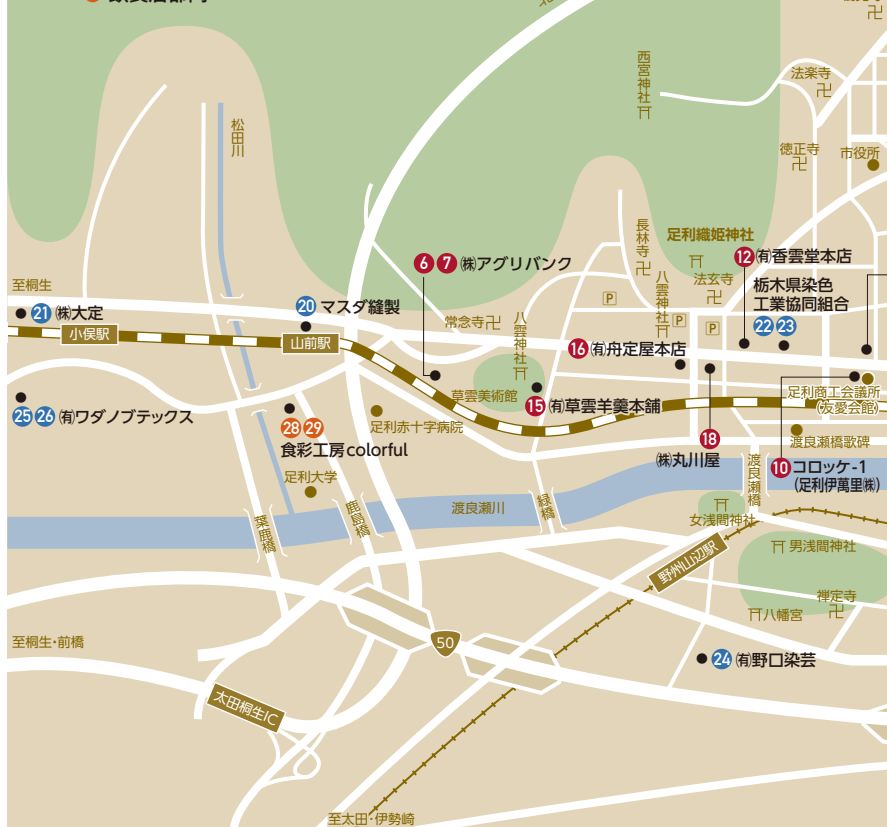 西宮神社
法楽寺
松田川
徳正寺
市役所
長林寺
足利織姫神社
12 ㈲香雲堂本店
6 7 ㈱アグリバンク
法玄寺
栃木県染色
工業協同組合
22 23
八雲神社
至桐生
21 ㈱大定
20 マスダ縫製
P
P
P
常念寺
八雲神社
小俣駅
山前駅
16 ㈲舟定屋本店
草雲美術館
15 ㈲草雲羊羹本舗
足利商工会議所
(友愛会館)
25 26 ㈲ワダノブテックス
28 29
食彩工房colorful
足利赤十字病院
18
㈱丸川屋
渡良瀬橋歌碑
渡良瀬橋
10 コロッケ-1
(足利伊萬里㈱)
足利大学
渡良瀬川
葉鹿橋
鹿島橋
緑橋
女浅間神社
男浅間神社
野州山辺駅
禅定寺
八幡宮
至桐生・前橋
50
24 ㈲野口染芸
太田桐生IC
至太田・伊勢崎